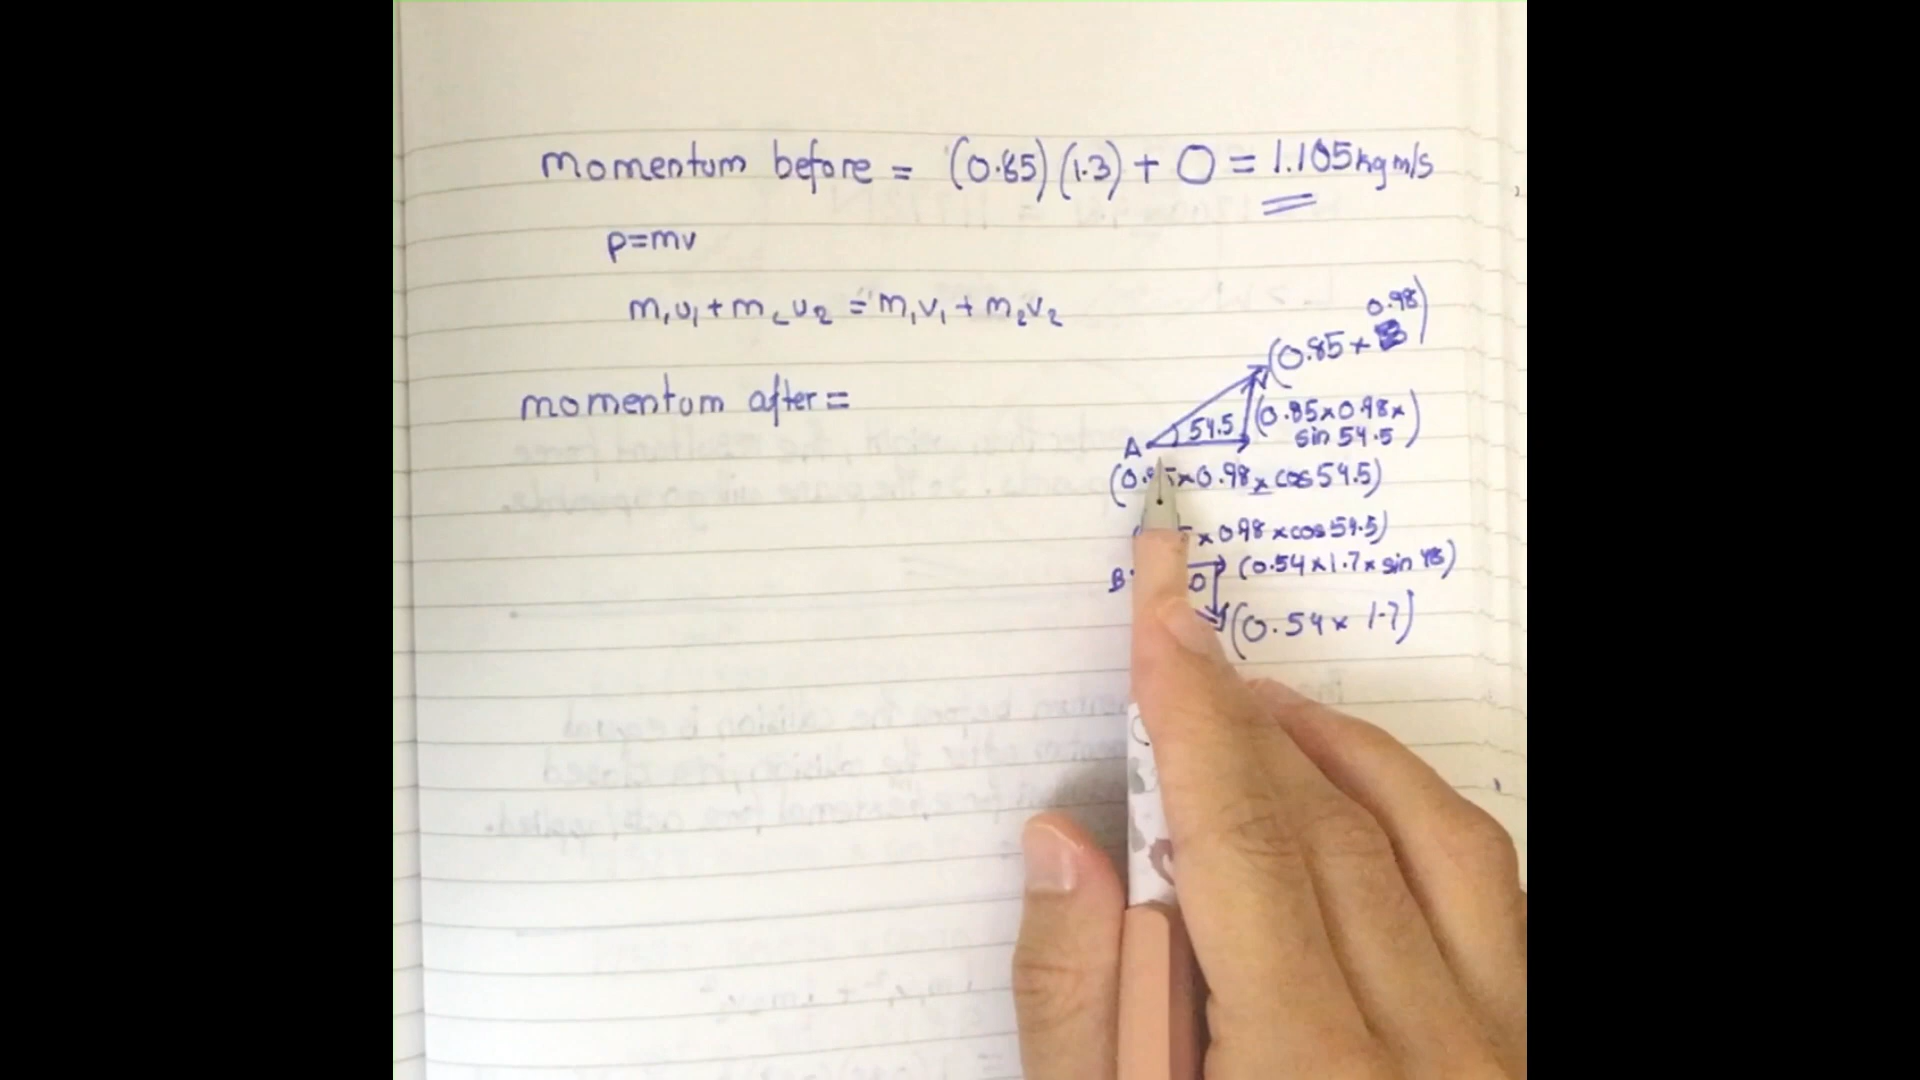 momentum before = (0.85)(1.3) + 0 = 1.105 kg m/s
p=mv
m₁u₁ + m₂u₂ = m₁v₁ + m₂v₂
momentum after =
0.98)
(0.85 ×
54.5
(0.85×0.98×
sin 54.5)
A
×0.98 × cos 54.5)
× 0.98 × cos 54.5)
B
(0.54×1.7× sin
(0.54 × 1.7)